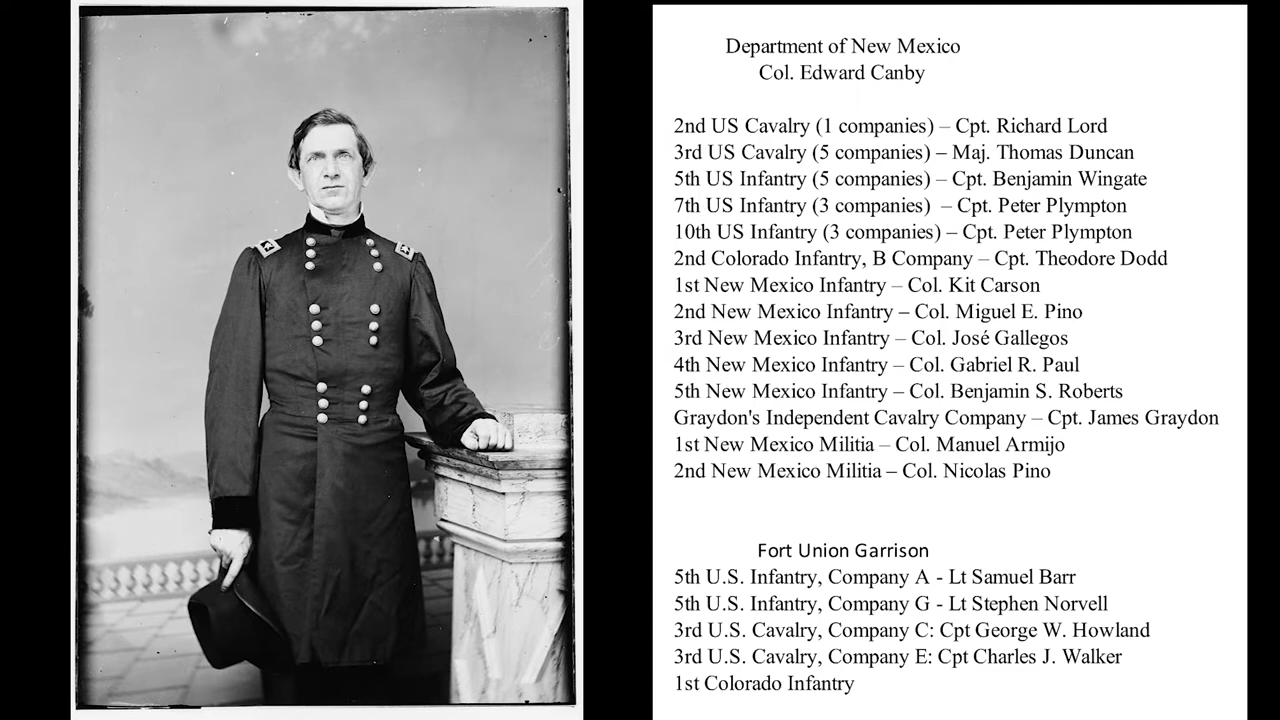 Department of New Mexico
Col. Edward Canby
2nd US Cavalry (1 companies) – Cpt. Richard Lord
3rd US Cavalry (5 companies) – Maj. Thomas Duncan
5th US Infantry (5 companies) – Cpt. Benjamin Wingate
7th US Infantry (3 companies)  – Cpt. Peter Plympton
10th US Infantry (3 companies) – Cpt. Peter Plympton
2nd Colorado Infantry, B Company – Cpt. Theodore Dodd
1st New Mexico Infantry – Col. Kit Carson
2nd New Mexico Infantry – Col. Miguel E. Pino
3rd New Mexico Infantry – Col. José Gallegos
4th New Mexico Infantry – Col. Gabriel R. Paul
5th New Mexico Infantry – Col. Benjamin S. Roberts
Graydon's Independent Cavalry Company – Cpt. James Graydon
1st New Mexico Militia – Col. Manuel Armijo
2nd New Mexico Militia – Col. Nicolas Pino
Fort Union Garrison
5th U.S. Infantry, Company A - Lt Samuel Barr
5th U.S. Infantry, Company G - Lt Stephen Norvell
3rd U.S. Cavalry, Company C: Cpt George W. Howland
3rd U.S. Cavalry, Company E: Cpt Charles J. Walker
1st Colorado Infantry